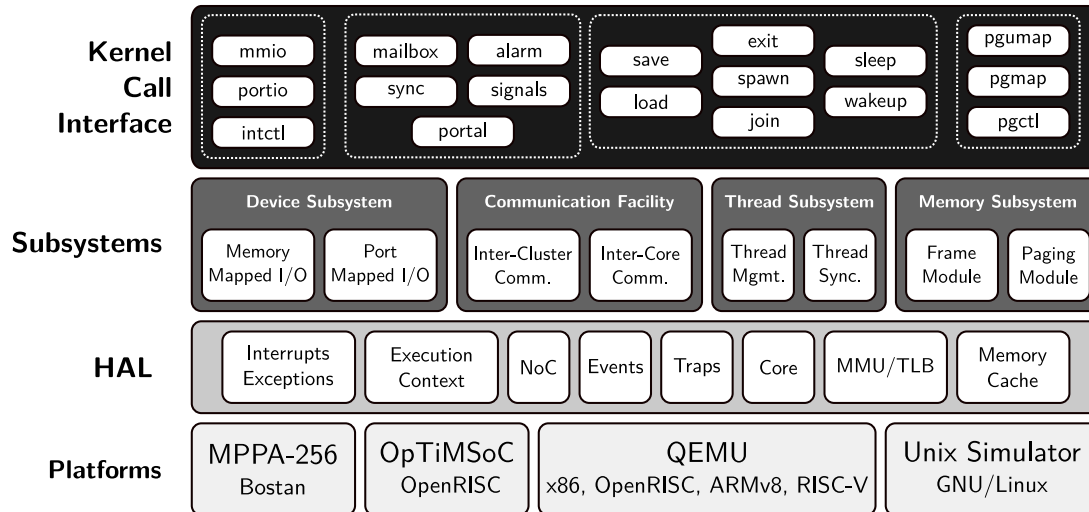 Kernel
Call
Interface
mmio
portio
intctl
mailbox
alarm
sync
signals
portal
save
load
exit
spawn
join
sleep
wakeup
pgumap
pgmap
pgctl
Subsystems
Device Subsystem
Memory
Mapped I/O
Port
Mapped I/O
Communication Facility
Inter-Cluster
Comm.
Inter-Core
Comm.
Thread Subsystem
Thread
Mgmt.
Thread
Sync.
Memory Subsystem
Frame
Module
Paging
Module
HAL
Interrupts
Exceptions
Execution
Context
NoC
Events
Traps
Core
MMU/TLB
Memory
Cache
Platforms
MPPA-256
Bostan
OpTiMSoC
OpenRISC
QEMU
x86, OpenRISC, ARMv8, RISC-V
Unix Simulator
GNU/Linux